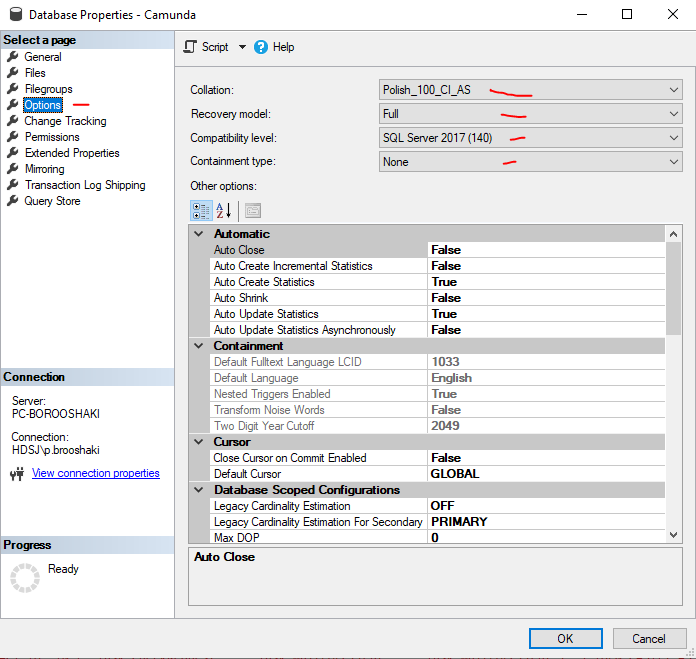 Database Properties - Camunda
Select a page
General
Files
Filegroups
Options
Change Tracking
Permissions
Extended Properties
Mirroring
Transaction Log Shipping
Query Store
Connection
Server:
PC-BOROOSHAKI
Connection:
HDSJ\p.brooshaki
View connection properties
Progress
Ready
Script Help
Collation: Polish_100_CI_AS
Recovery model: Full
Compatibility level: SQL Server 2017 (140)
Containment type: None
Other options:
Automatic
Auto Close False
Auto Create Incremental Statistics False
Auto Create Statistics True
Auto Shrink False
Auto Update Statistics True
Auto Update Statistics Asynchronously False
Containment
Default Fulltext Language LCID 1033
Default Language English
Nested Triggers Enabled True
Transform Noise Words False
Two Digit Year Cutoff 2049
Cursor
Close Cursor on Commit Enabled False
Default Cursor GLOBAL
Database Scoped Configurations
Legacy Cardinality Estimation OFF
Legacy Cardinality Estimation For Secondary PRIMARY
Max DOP 0
Auto Close
OK Cancel